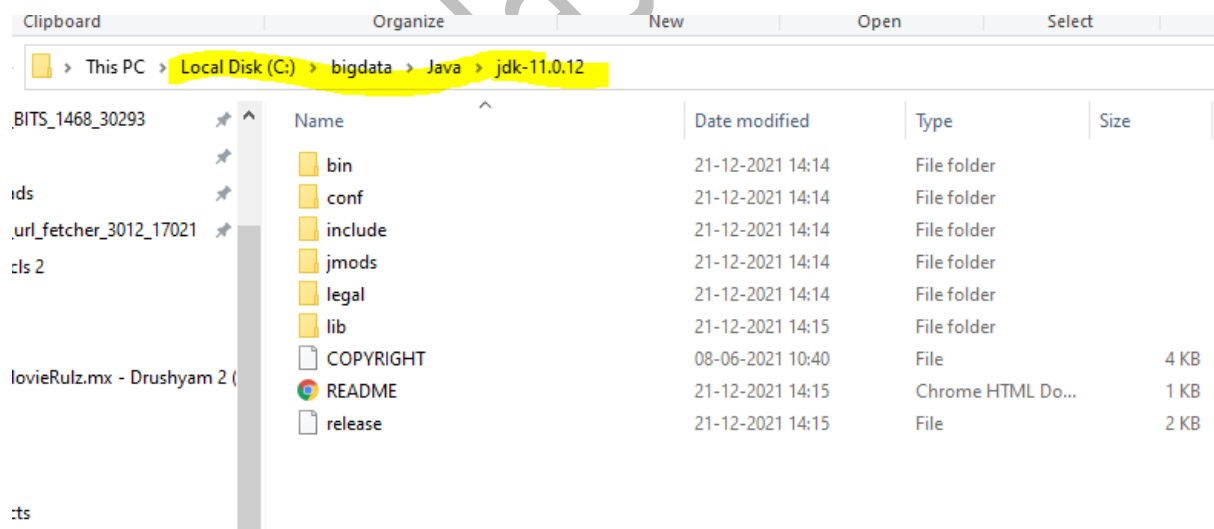 Clipboard Organize New Open Select
> This PC > Local Disk (C:) > bigdata > Java > jdk-11.0.12
_BITS_1468_30293
_url_fetcher_3012_17021
cls 2
lovieRulz.mx - Drushyam 2 (
cts
Name Date modified Type Size
bin 21-12-2021 14:14 File folder
conf 21-12-2021 14:14 File folder
include 21-12-2021 14:14 File folder
jmods 21-12-2021 14:14 File folder
legal 21-12-2021 14:14 File folder
lib 21-12-2021 14:15 File folder
COPYRIGHT 08-06-2021 10:40 File 4 KB
README 21-12-2021 14:15 Chrome HTML Do... 1 KB
release 21-12-2021 14:15 File 2 KB